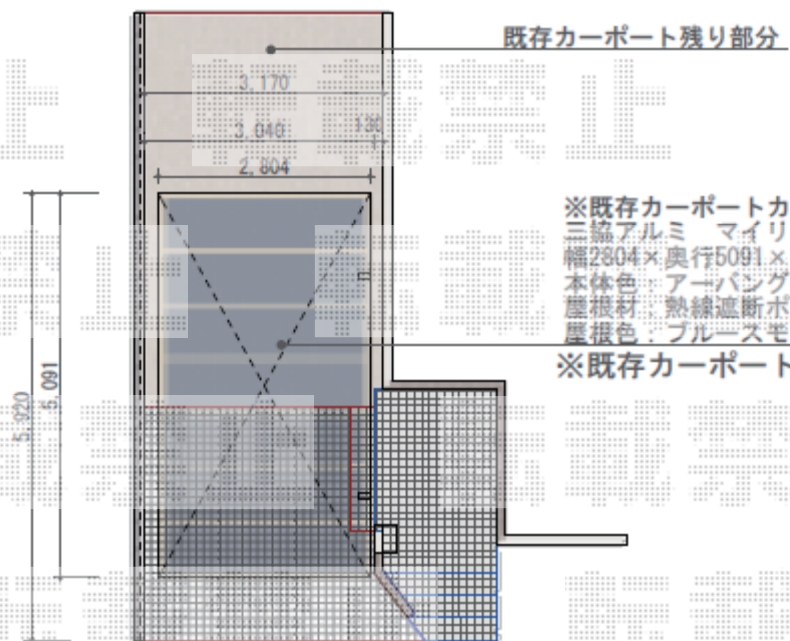 既存カーポート残り部分
3,170
3,040
130
2,804
※既存カーポートカ
三協アルミ マイリ
幅2804×奥行5091×
本体色：アーバング
屋根材：熱線遮断ポ
屋根色：ブルースモ
※既存カーポート
5,920
5,091
転載禁止